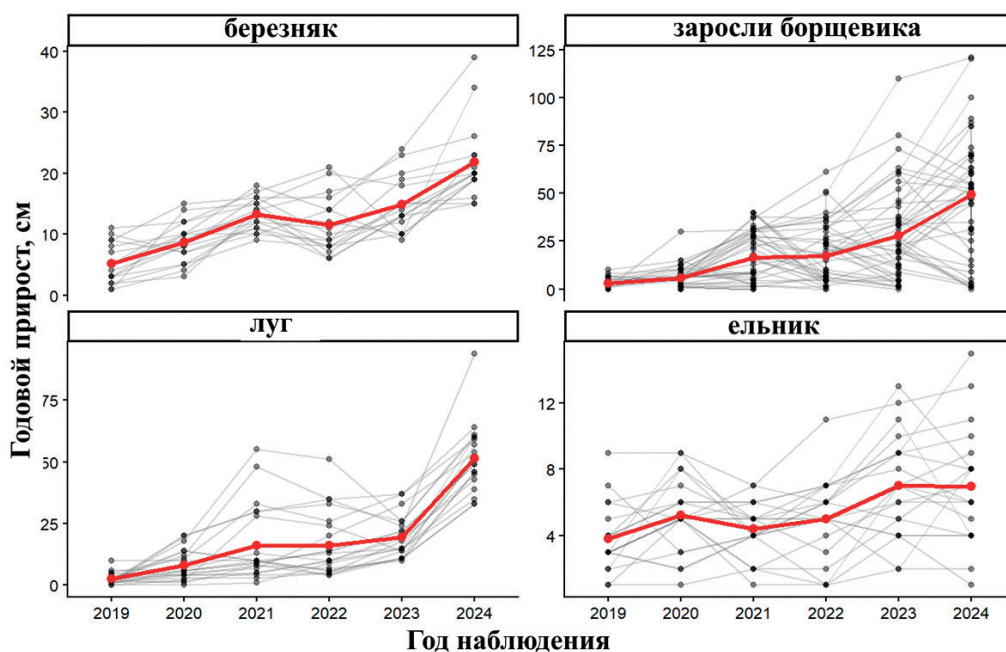 березняк
заросли борщевика
Годовой прирост, см
40
30
20
10
0
125
100
75
50
25
0
луг
ельник
75
50
25
0
12
8
4
2019 2020 2021 2022 2023 2024
2019 2020 2021 2022 2023 2024
Год наблюдения